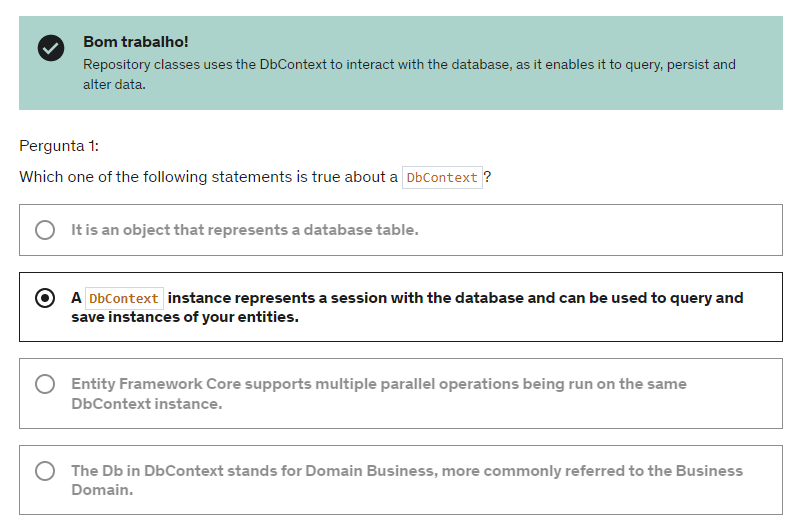 Bom trabalho!
Repository classes uses the DbContext to interact with the database, as it enables it to query, persist and
alter data.
Pergunta 1:
Which one of the following statements is true about a DbContext?
It is an object that represents a database table.
A DbContext instance represents a session with the database and can be used to query and
save instances of your entities.
Entity Framework Core supports multiple parallel operations being run on the same
DbContext instance.
The Db in DbContext stands for Domain Business, more commonly referred to the Business
Domain.